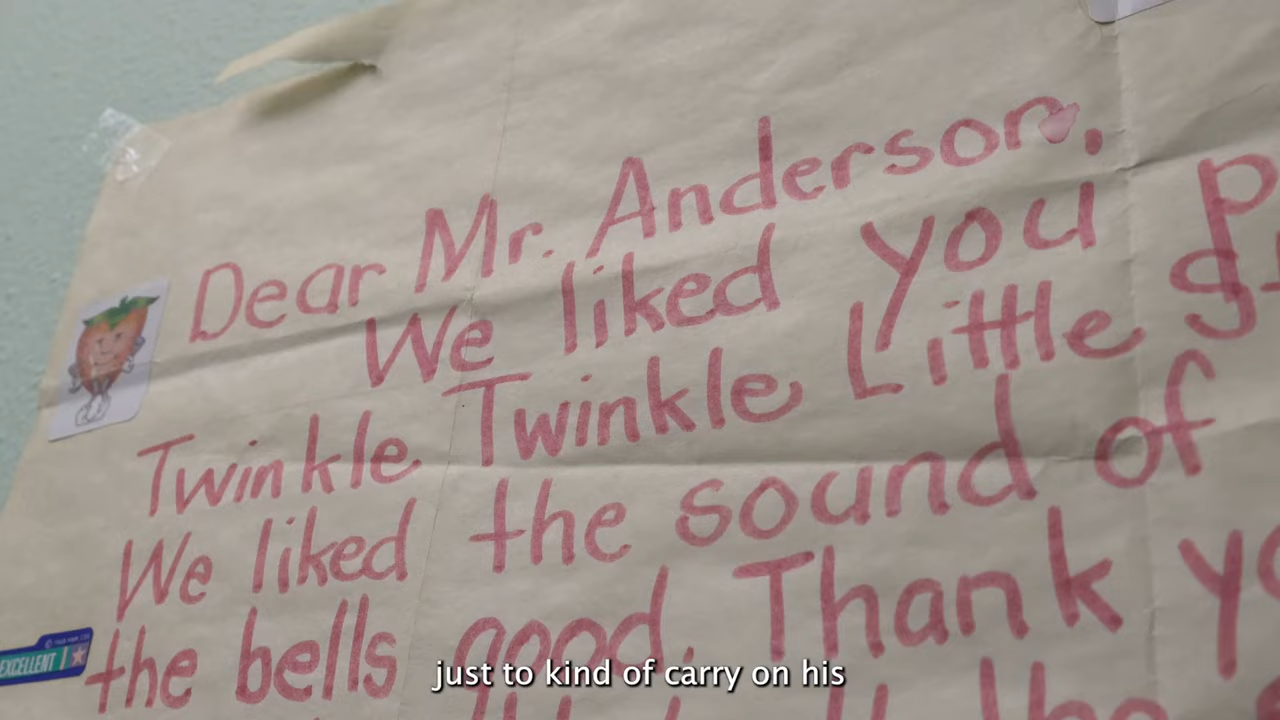 Dear Mr. Anderson,
We liked you p
Twinkle Twinkle Little
We liked the sound of
the bells good. Thank yo
EXCELLENT
just to kind of carry on his